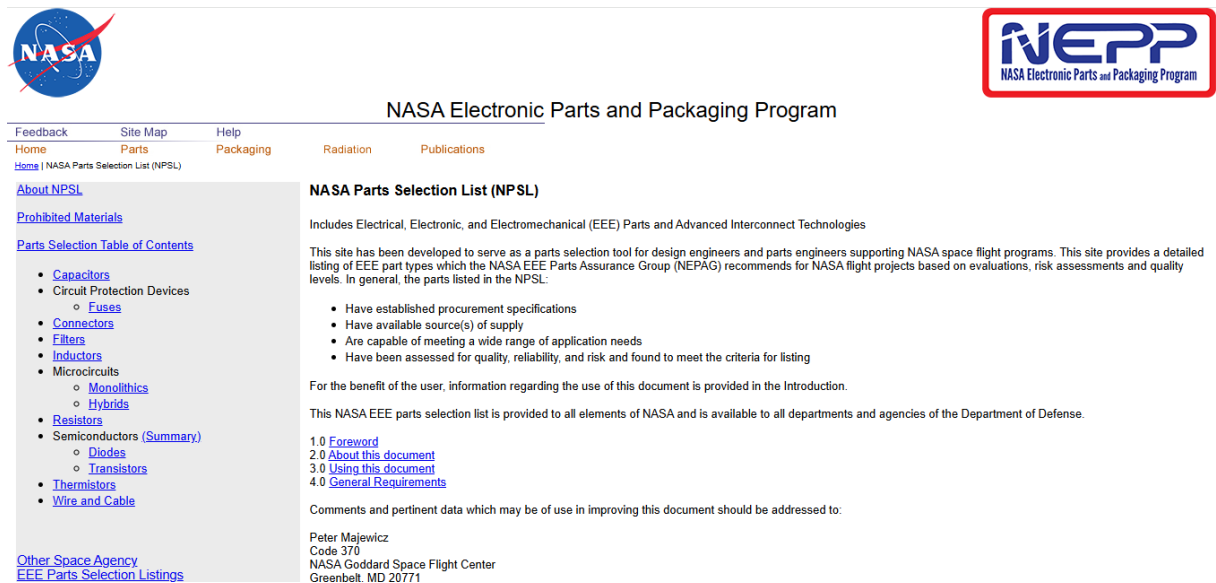 NASA
NEPP
NASA Electronic Parts and Packaging Program
NASA Electronic Parts and Packaging Program
Feedback Site Map Help
Home Parts Packaging Radiation Publications
Home | NASA Parts Selection List (NPSL)
About NPSL
Prohibited Materials
Parts Selection Table of Contents
Capacitors
Circuit Protection Devices
Fuses
Connectors
Filters
Inductors
Microcircuits
Monolithics
Hybrids
Resistors
Semiconductors (Summary)
Diodes
Transistors
Thermistors
Wire and Cable
Other Space Agency
EEE Parts Selection Listings
NASA Parts Selection List (NPSL)
Includes Electrical, Electronic, and Electromechanical (EEE) Parts and Advanced Interconnect Technologies
This site has been developed to serve as a parts selection tool for design engineers and parts engineers supporting NASA space flight programs. This site provides a detailed
listing of EEE part types which the NASA EEE Parts Assurance Group (NEPAG) recommends for NASA flight projects based on evaluations, risk assessments and quality
levels. In general, the parts listed in the NPSL:
Have established procurement specifications
Have available source(s) of supply
Are capable of meeting a wide range of application needs
Have been assessed for quality, reliability, and risk and found to meet the criteria for listing
For the benefit of the user, information regarding the use of this document is provided in the Introduction.
This NASA EEE parts selection list is provided to all elements of NASA and is available to all departments and agencies of the Department of Defense.
1.0 Foreword
2.0 About this document
3.0 Using this document
4.0 General Requirements
Comments and pertinent data which may be of use in improving this document should be addressed to:
Peter Majewicz
Code 370
NASA Goddard Space Flight Center
Greenbelt, MD 20771